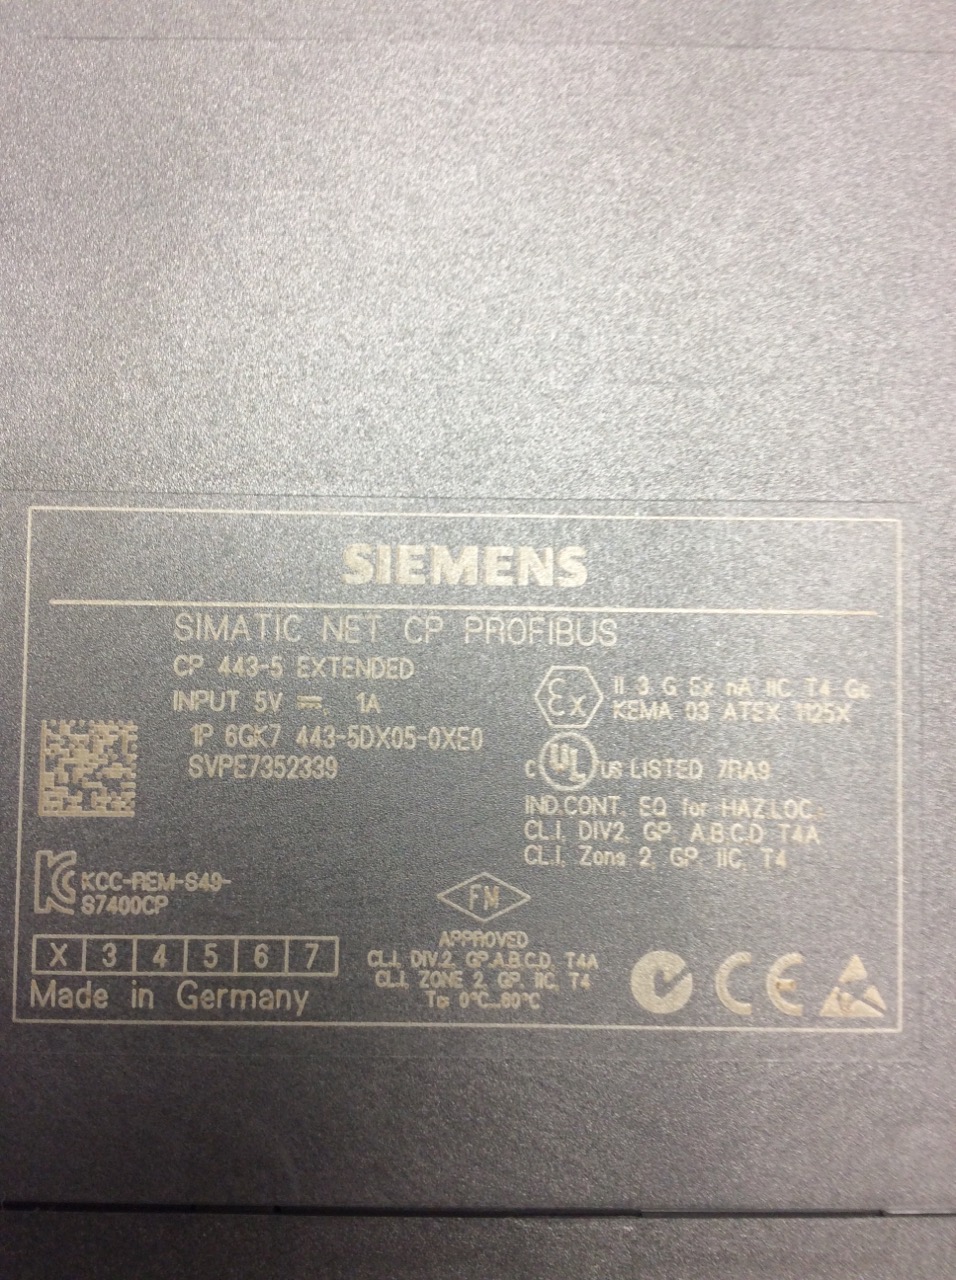 SIEMENS
SIMATIC NET CP PROFIBUS
CP 443-5 EXTENDED
INPUT 5V ⎓ 1A
1P 6GK7 443-5DX05-0XE0
SVPE7352339
Ex
II 3 G Ex nA IIC T4 Gc
KEMA 03 ATEX 1125X
c UL US LISTED 7RA9
IND.CONT. EQ for HAZ.LOC.
CL.I, DIV2, GP. A.B.C.D T4A
CL.I, Zone 2, GP. IIC, T4
KCC-REM-S49-
S7400CP
FM
APPROVED
CL.I, DIV.2, GP.A.B.C.D, T4A
CL.I, ZONE 2, GP. IIC, T4
Ta: 0°C...60°C
X 3 4 5 6 7
Made in Germany
CE